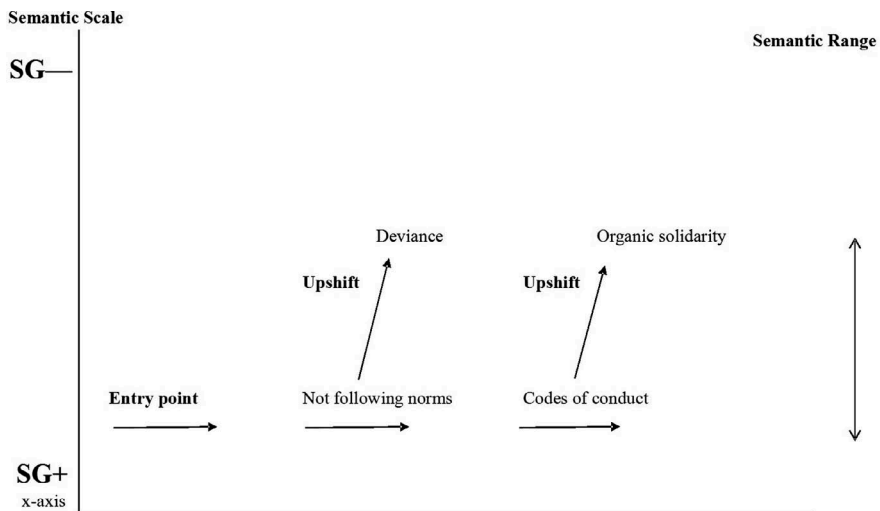 Semantic Scale
Semantic Range
SG—
Deviance
Organic solidarity
Upshift
Upshift
Entry point
Not following norms
Codes of conduct
SG+
x-axis